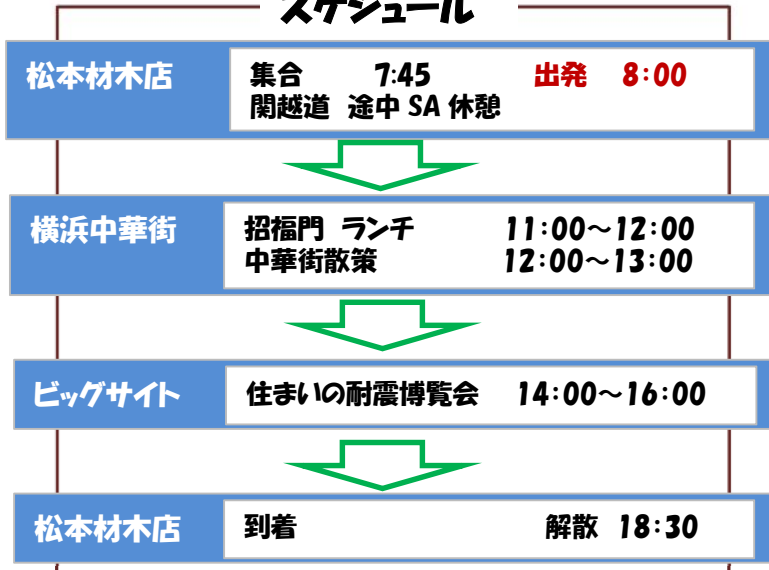 スケジュール
松本材木店
集合 7:45 出発 8:00
関越道 途中 SA 休憩
横浜中華街
招福門 ランチ 11:00～12:00
中華街散策 12:00～13:00
ビッグサイト
住まいの耐震博覧会 14:00～16:00
松本材木店
到着 解散 18:30